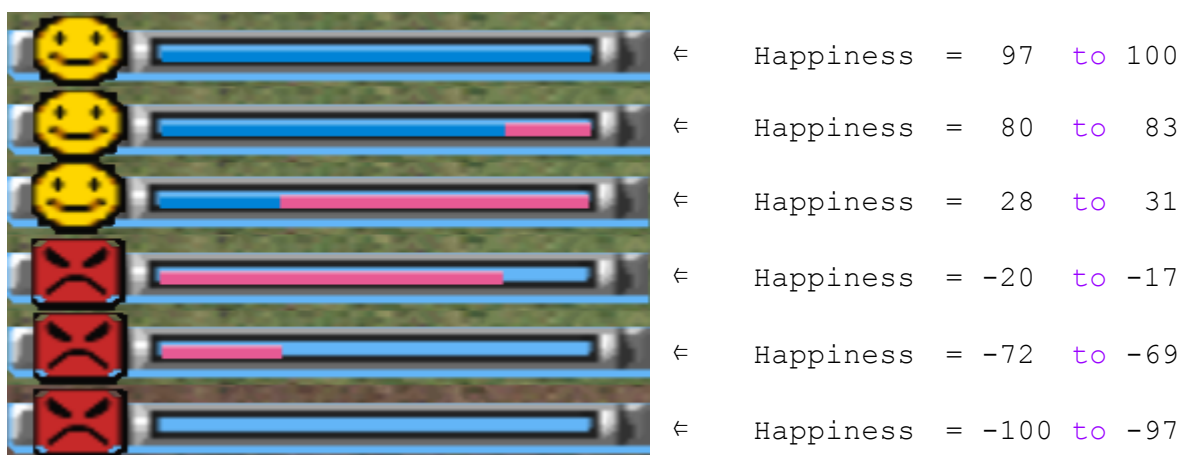 ⇐ Happiness = 97 to 100
⇐ Happiness = 80 to 83
⇐ Happiness = 28 to 31
⇐ Happiness = -20 to -17
⇐ Happiness = -72 to -69
⇐ Happiness = -100 to -97